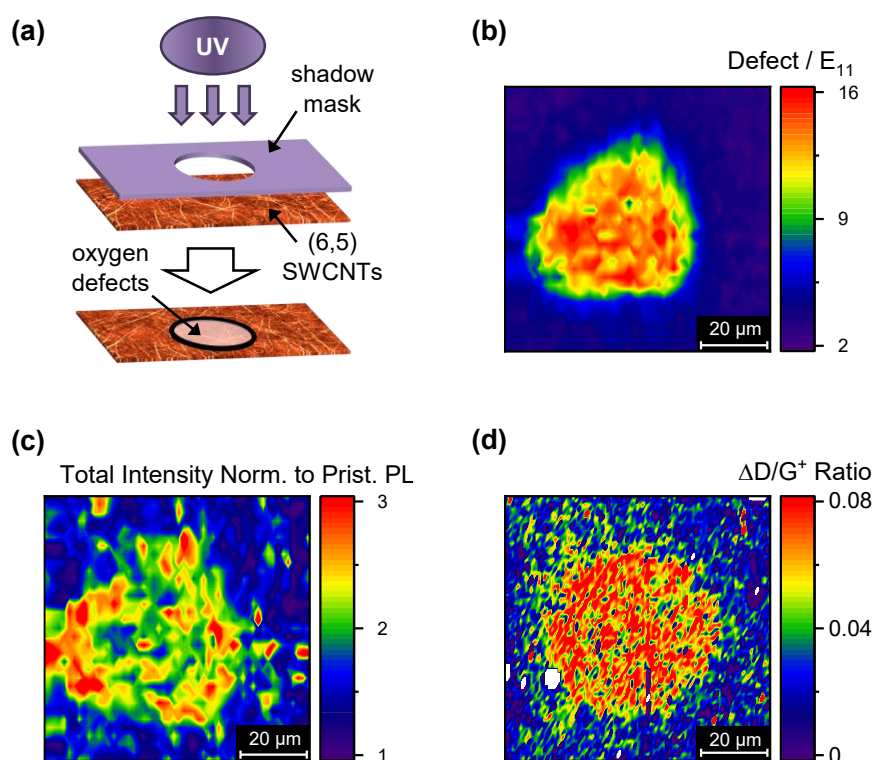 (a)
UV
shadow
mask
(6,5)
SWCNTs
oxygen
defects
(b)
Defect / E₁₁
16
9
2
20 µm
(c)
Total Intensity Norm. to Prist. PL
3
2
1
20 µm
(d)
ΔD/G⁺ Ratio
0.08
0.04
0
20 µm